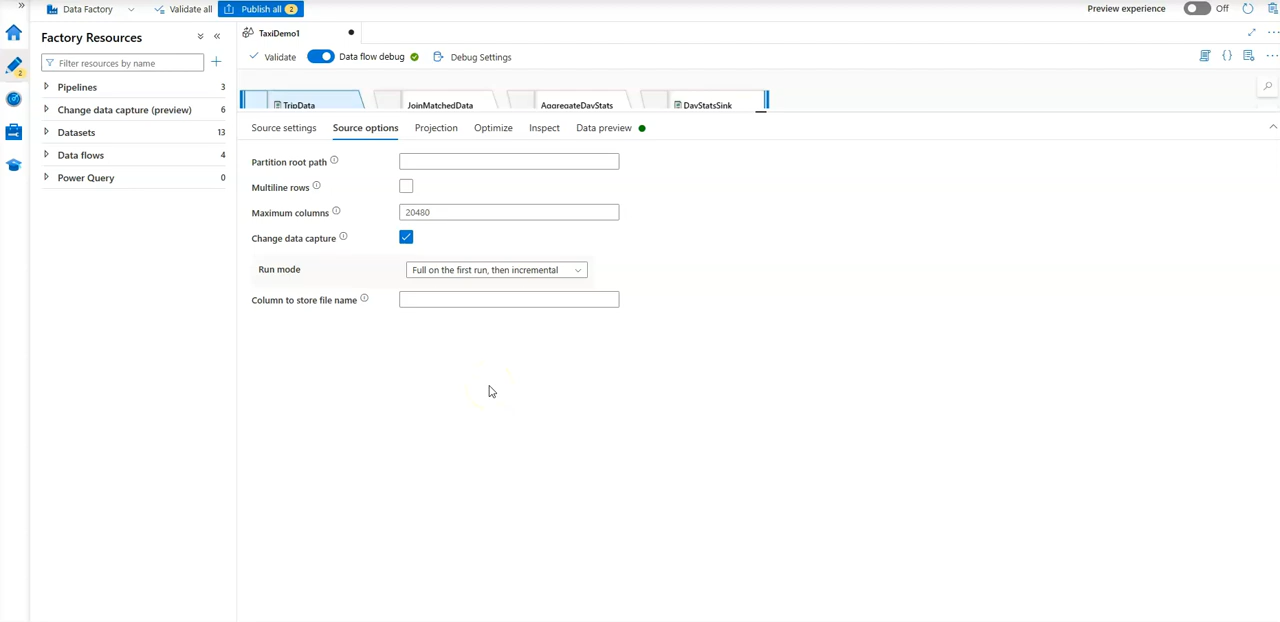 Data Factory Validate all Publish all 2 Preview experience Off
Factory Resources
Filter resources by name
Pipelines 3
Change data capture (preview) 6
Datasets 13
Data flows 4
Power Query 0
2
TaxiDemo1
Validate Data flow debug Debug Settings
TripData JoinMatchedData AggregateDayStats DayStatsSink
Source settings Source options Projection Optimize Inspect Data preview
Partition root path
Multiline rows
Maximum columns 20480
Change data capture
Run mode Full on the first run, then incremental
Column to store file name